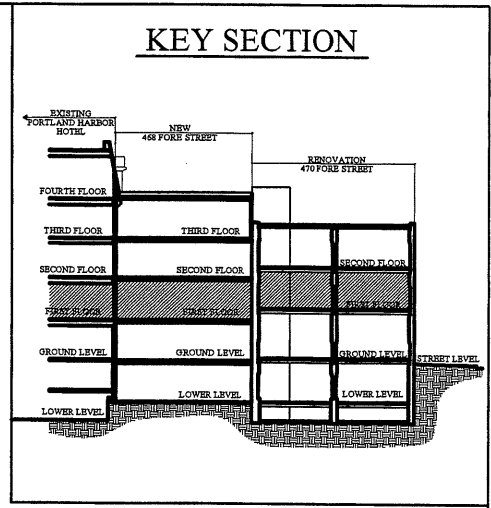 KEY SECTION
EXISTING
PORTLAND HARBOR
HOTEL
NEW
468 FORE STREET
RENOVATION
470 FORE STREET
FOURTH FLOOR
THIRD FLOOR
THIRD FLOOR
SECOND FLOOR
SECOND FLOOR
SECOND FLOOR
FIRST FLOOR
FIRST FLOOR
FIRST FLOOR
GROUND LEVEL
GROUND LEVEL
GROUND LEVEL
STREET LEVEL
LOWER LEVEL
LOWER LEVEL
LOWER LEVEL